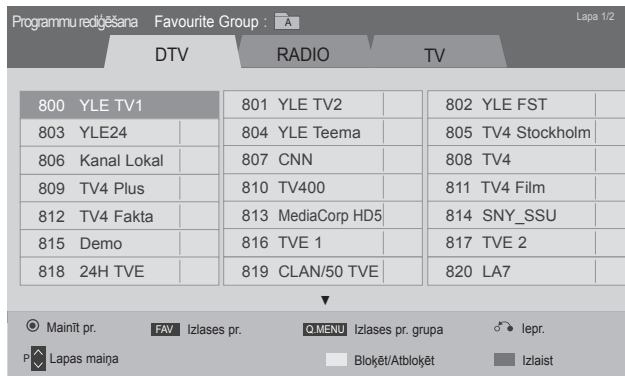 Programmu rediģēšana Favourite Group : A Lapa 1/2
DTV RADIO TV
800 YLE TV1 801 YLE TV2 802 YLE FST
803 YLE24 804 YLE Teema 805 TV4 Stockholm
806 Kanal Lokal 807 CNN 808 TV4
809 TV4 Plus 810 TV400 811 TV4 Film
812 TV4 Fakta 813 MediaCorp HD5 814 SNY_SSU
815 Demo 816 TVE 1 817 TVE 2
818 24H TVE 819 CLAN/50 TVE 820 LA7
▼
Mainīt pr. FAV Izlases pr. Q.MENU Izlases pr. grupa Iepr.
P Lapas maiņa Bloķēt/Atbloķēt Izlaist